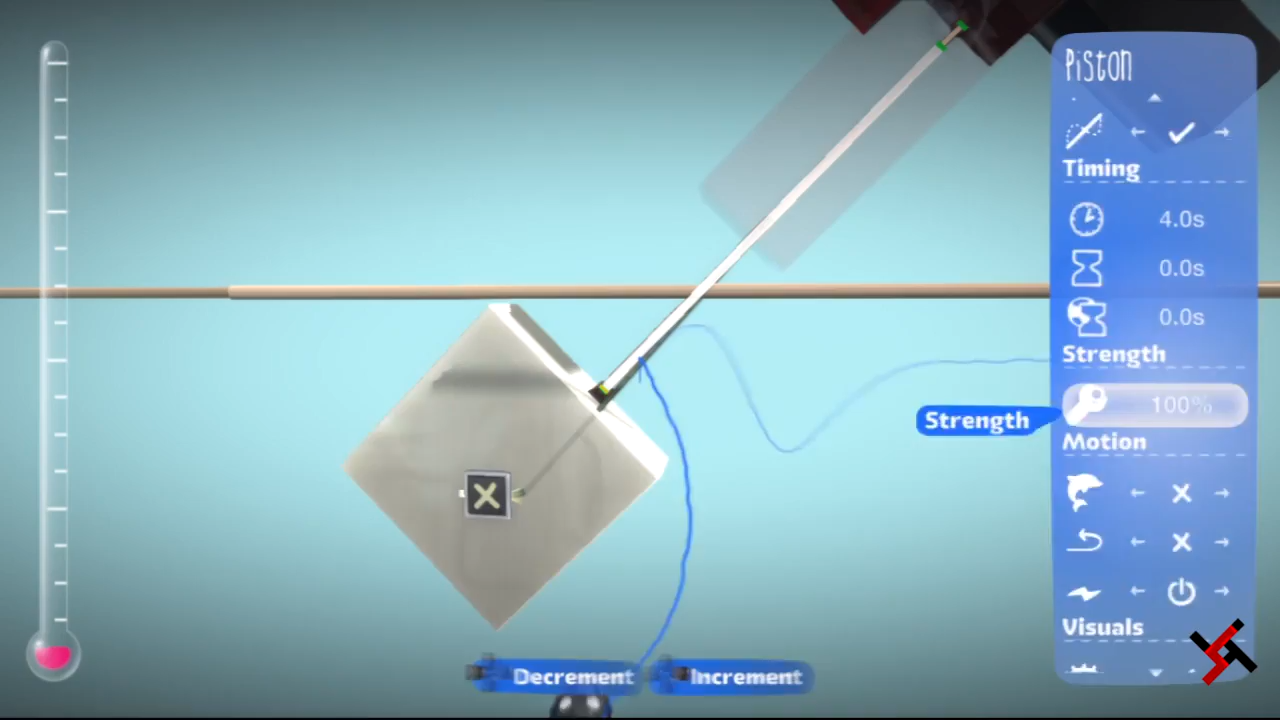 Piston
Timing
4.0s
0.0s
0.0s
Strength
Strength
100%
Motion
Visuals
Decrement
Increment